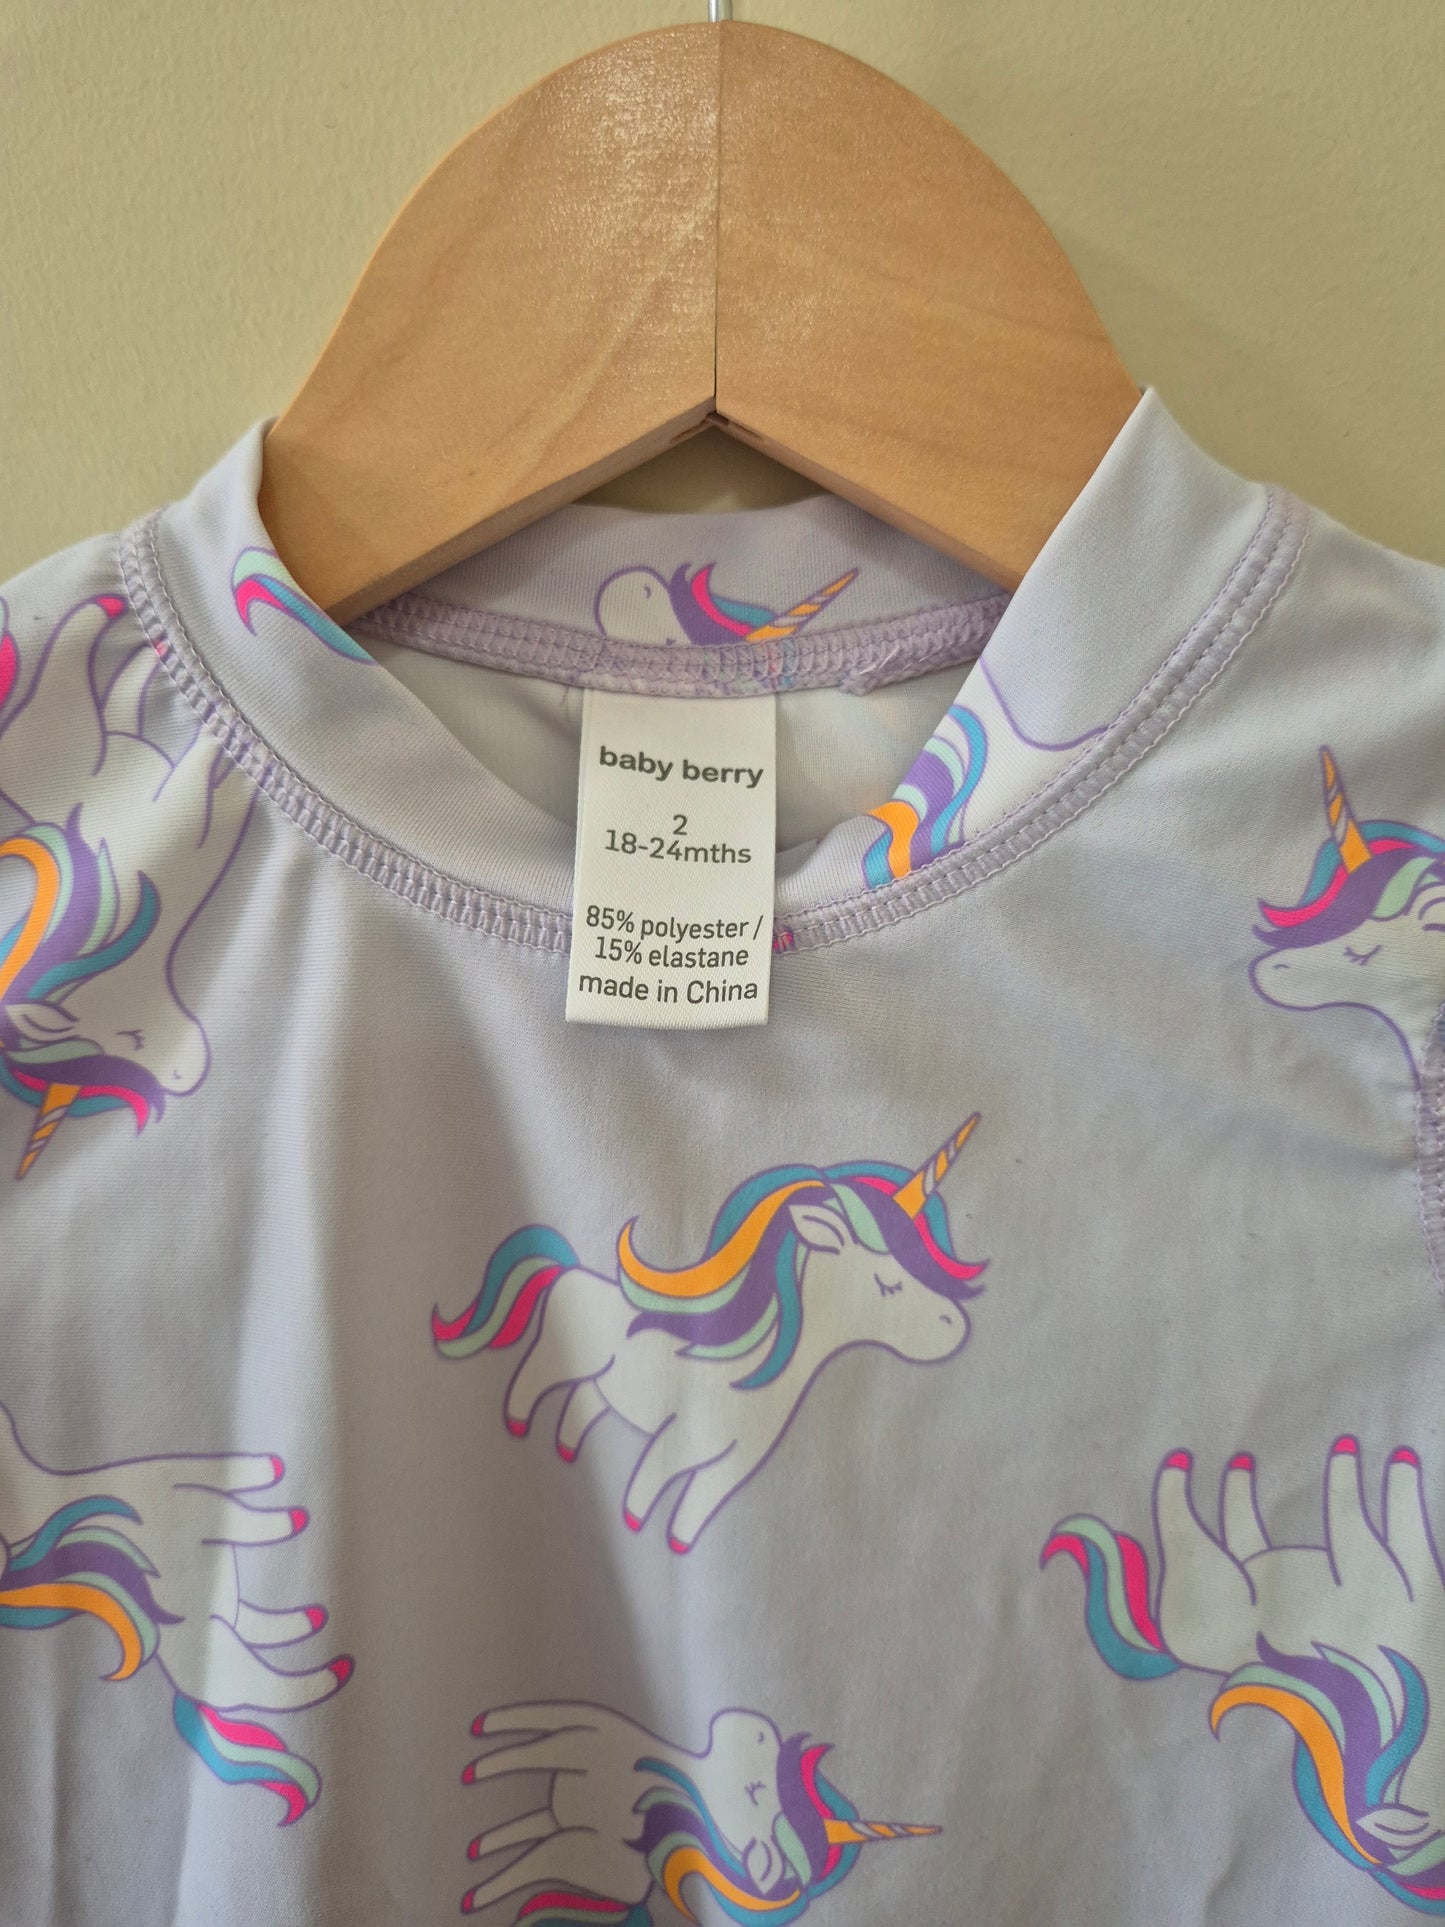 baby berry
2
18-24mths
85% polyester /
15% elastane
made in China